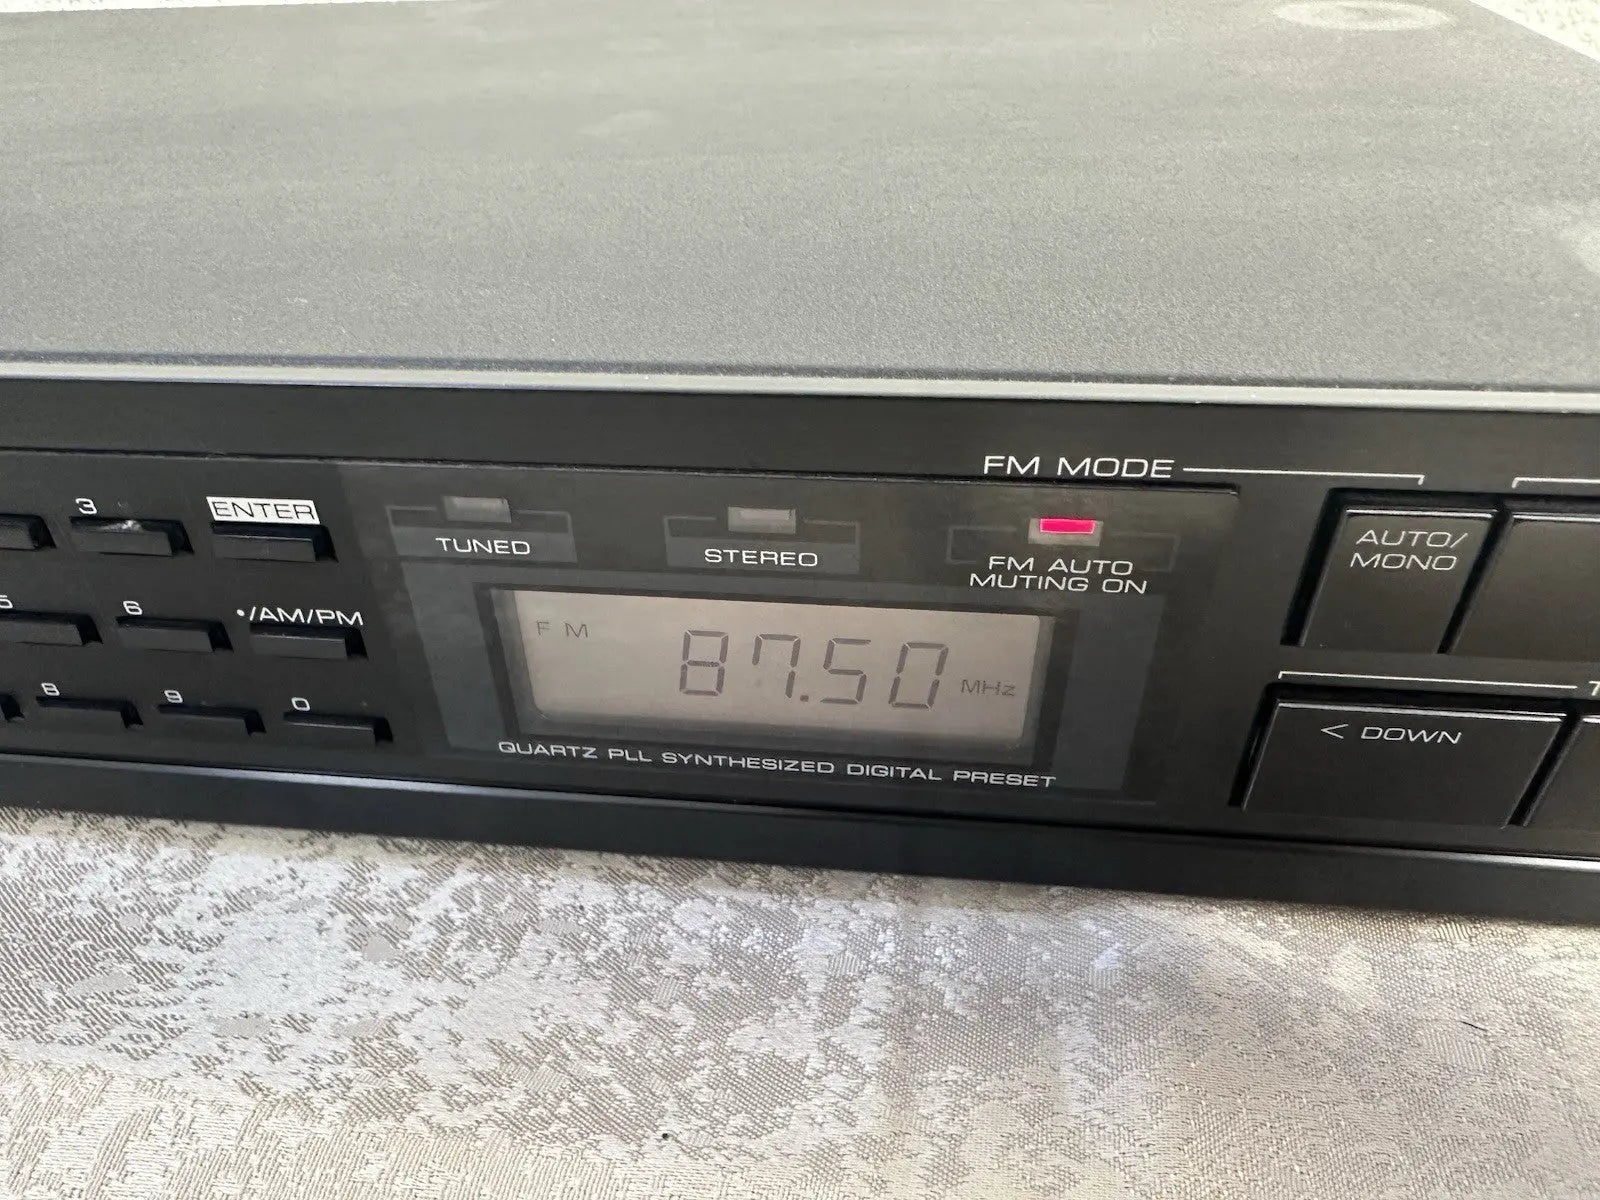 FM MODE
3
ENTER
TUNED
STEREO
FM AUTO
MUTING ON
AUTO/
MONO
5
6
•/AM/PM
FM
87.50 MHz
8
9
0
< DOWN
QUARTZ PLL SYNTHESIZED DIGITAL PRESET